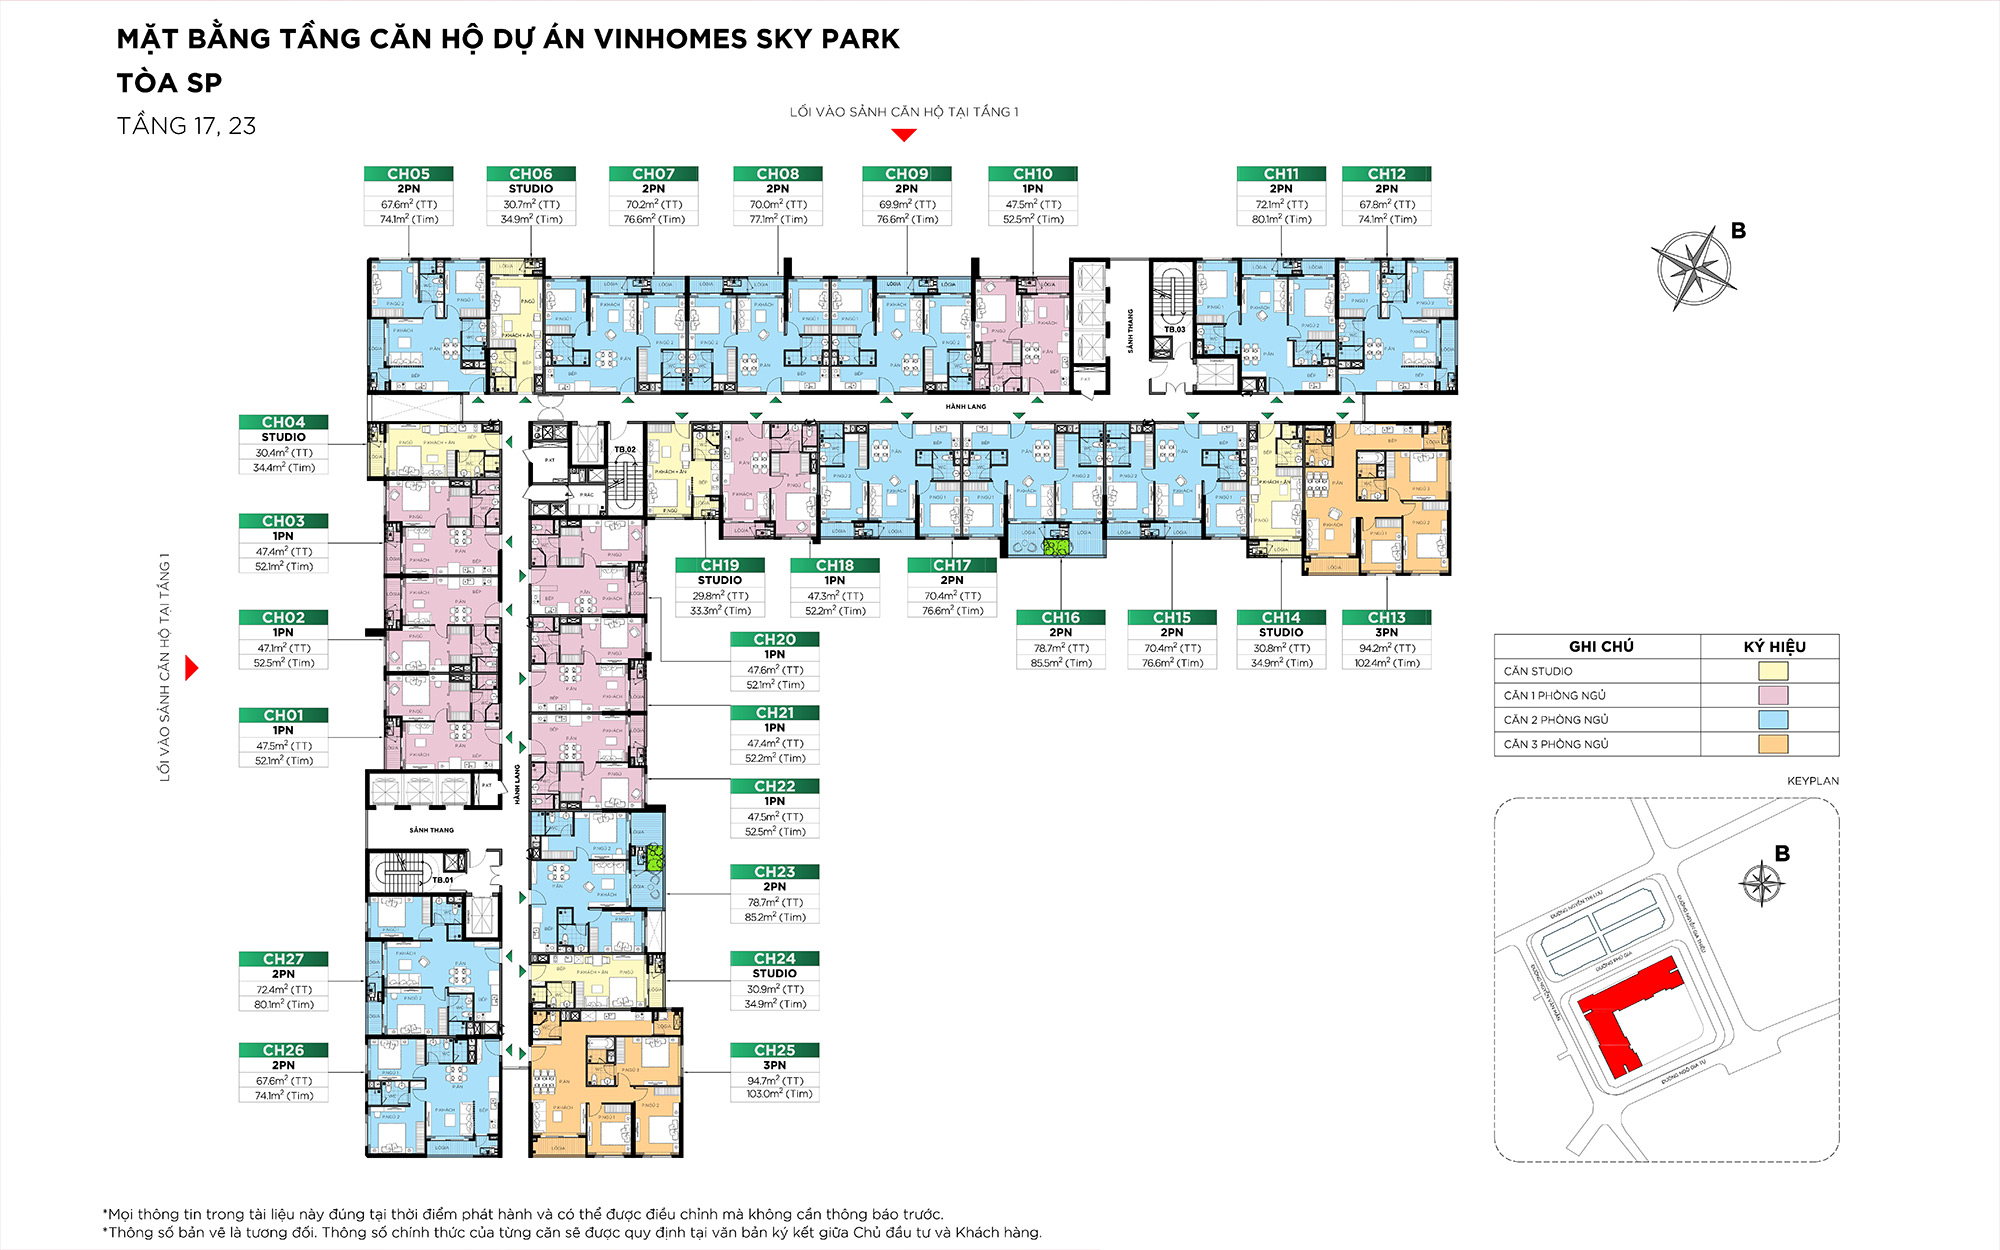 MẶT BẰNG TẦNG CĂN HỘ DỰ ÁN VINHOMES SKY PARK
TÒA SP
TẦNG 17, 23
LỐI VÀO SẢNH CĂN HỘ TẠI TẦNG 1
CH05
2PN
67.6m² (TT)
74.1m² (Tim)
CH06
STUDIO
30.7m² (TT)
34.9m² (Tim)
CH07
2PN
70.2m² (TT)
76.6m² (Tim)
CH08
2PN
70.0m² (TT)
77.1m² (Tim)
CH09
2PN
69.9m² (TT)
76.6m² (Tim)
CH10
1PN
47.5m² (TT)
52.5m² (Tim)
CH11
2PN
72.1m² (TT)
80.1m² (Tim)
CH12
2PN
67.8m² (TT)
74.1m² (Tim)
B
SẢNH THANG
TB.03
P.KT
HÀNH LANG
CH04
STUDIO
30.4m² (TT)
34.4m² (Tim)
CH03
1PN
47.4m² (TT)
52.1m² (Tim)
CH02
1PN
47.1m² (TT)
52.5m² (Tim)
CH01
1PN
47.5m² (TT)
52.1m² (Tim)
LỐI VÀO SẢNH CĂN HỘ TẠI TẦNG 1
TB.02
P.KT
P.RÁC
CH19
STUDIO
29.8m² (TT)
33.3m² (Tim)
CH18
1PN
47.3m² (TT)
52.2m² (Tim)
CH17
2PN
70.4m² (TT)
76.6m² (Tim)
CH16
2PN
78.7m² (TT)
85.5m² (Tim)
CH15
2PN
70.4m² (TT)
76.6m² (Tim)
CH14
STUDIO
30.8m² (TT)
34.9m² (Tim)
CH13
3PN
94.2m² (TT)
102.4m² (Tim)
CH20
1PN
47.6m² (TT)
52.1m² (Tim)
CH21
1PN
47.4m² (TT)
52.2m² (Tim)
CH22
1PN
47.5m² (TT)
52.5m² (Tim)
CH23
2PN
78.7m² (TT)
85.2m² (Tim)
CH24
STUDIO
30.9m² (TT)
34.9m² (Tim)
CH25
3PN
94.7m² (TT)
103.0m² (Tim)
P.KT
HÀNH LANG
SẢNH THANG
TB.01
CH27
2PN
72.4m² (TT)
80.1m² (Tim)
CH26
2PN
67.6m² (TT)
74.1m² (Tim)
GHI CHÚ KÝ HIỆU
CĂN STUDIO
CĂN 1 PHÒNG NGỦ
CĂN 2 PHÒNG NGỦ
CĂN 3 PHÒNG NGỦ
KEYPLAN
B
ĐƯỜNG PHÚ GIA
ĐƯỜNG NGUYỄN GIA THIỀU
ĐƯỜNG NGÔ GIA TỰ
*Mọi thông tin trong tài liệu này đúng tại thời điểm phát hành và có thể được điều chỉnh mà không cần thông báo trước.
*Thông số bản vẽ là tương đối. Thông số chính thức của từng căn sẽ được quy định tại văn bản ký kết giữa Chủ đầu tư và Khách hàng.